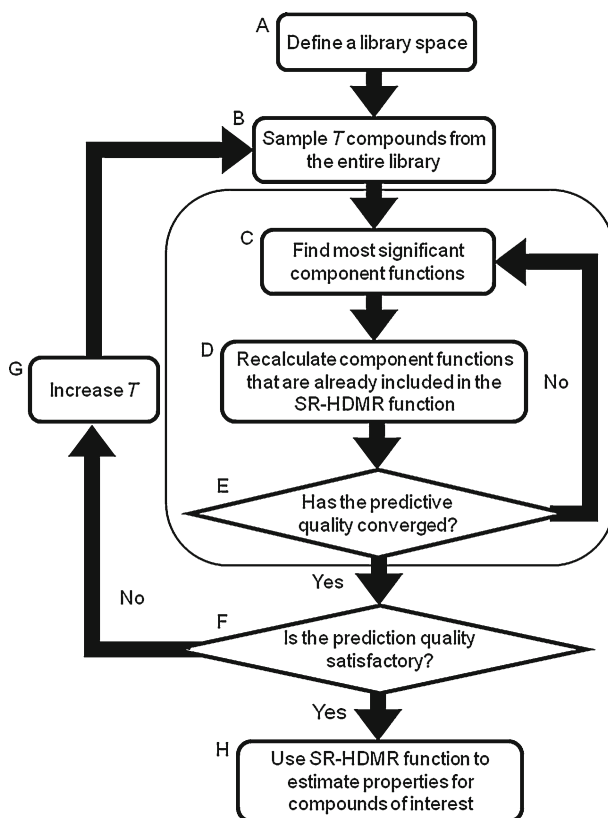 A
Define a library space
B
Sample T compounds from
the entire library
C
Find most significant
component functions
D
Recalculate component functions
that are already included in the
SR-HDMR function
G
Increase T
No
E
Has the predictive
quality converged?
Yes
No
F
Is the prediction quality
satisfactory?
Yes
H
Use SR-HDMR function to
estimate properties for
compounds of interest